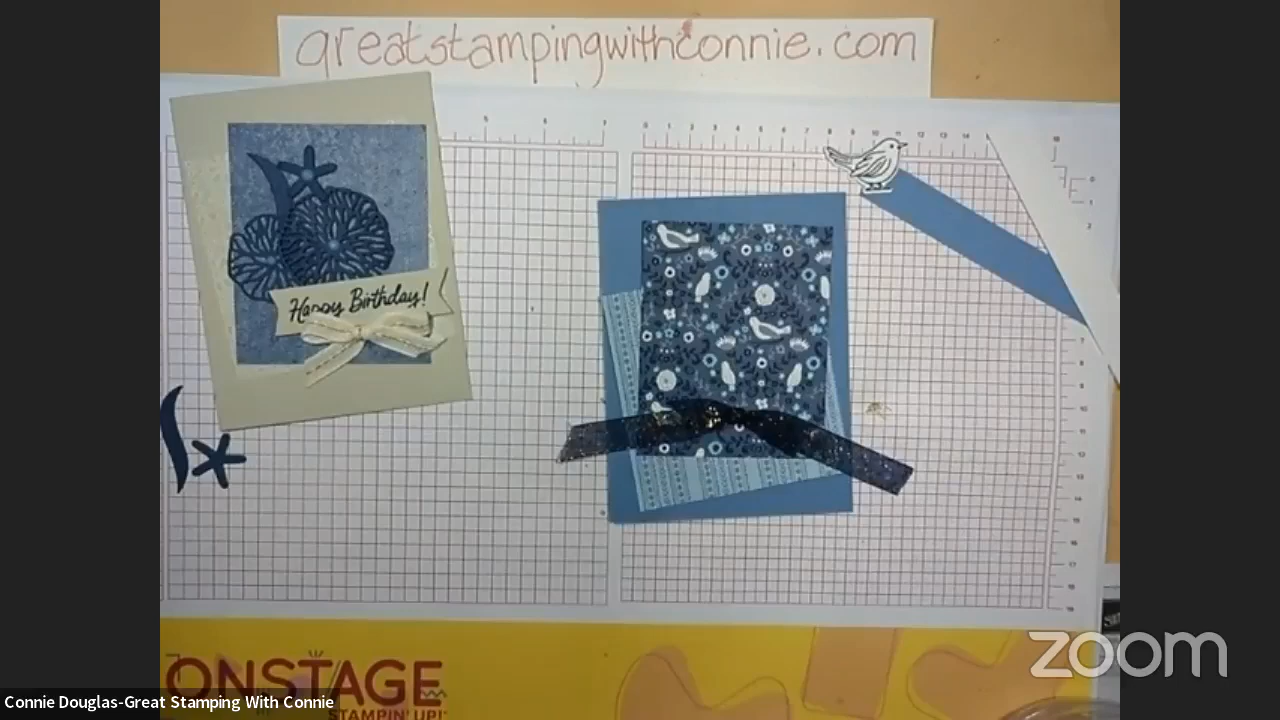 greatstampingwithconnie.com
Happy Birthday!
ONSTAGE
STAMPIN' UP!
zoom
Connie Douglas-Great Stamping With Connie